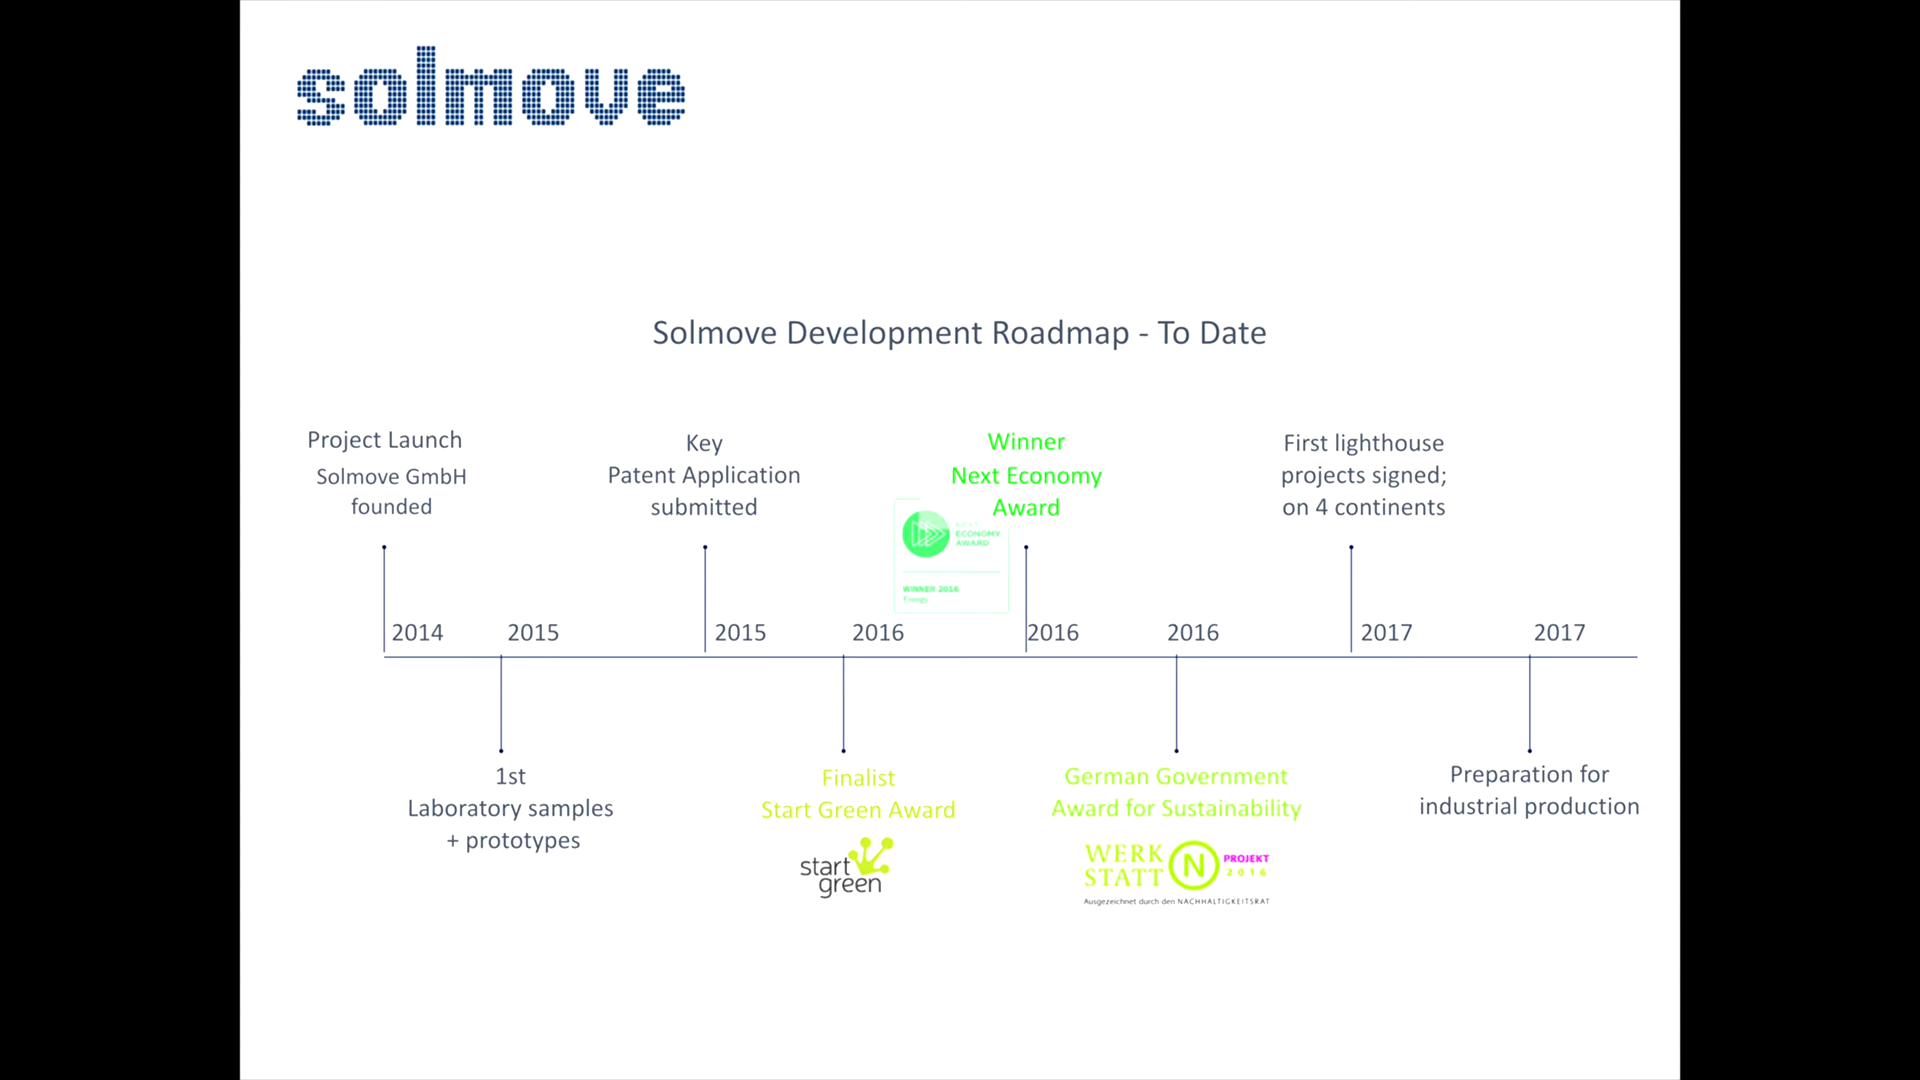 solmove
Solmove Development Roadmap - To Date
Project Launch
Solmove GmbH
founded
Key
Patent Application
submitted
Winner
Next Economy
Award
First lighthouse
projects signed;
on 4 continents
NEXT
ECONOMY
AWARD
WINNER 2016
Energy
2014
2015
2015
2016
2016
2016
2017
2017
1st
Laboratory samples
+ prototypes
Finalist
Start Green Award
start
green
German Government
Award for Sustainability
WERK
STATT
N
PROJEKT
2016
Ausgezeichnet durch den NACHHALTIGKEITSRAT
Preparation for
industrial production